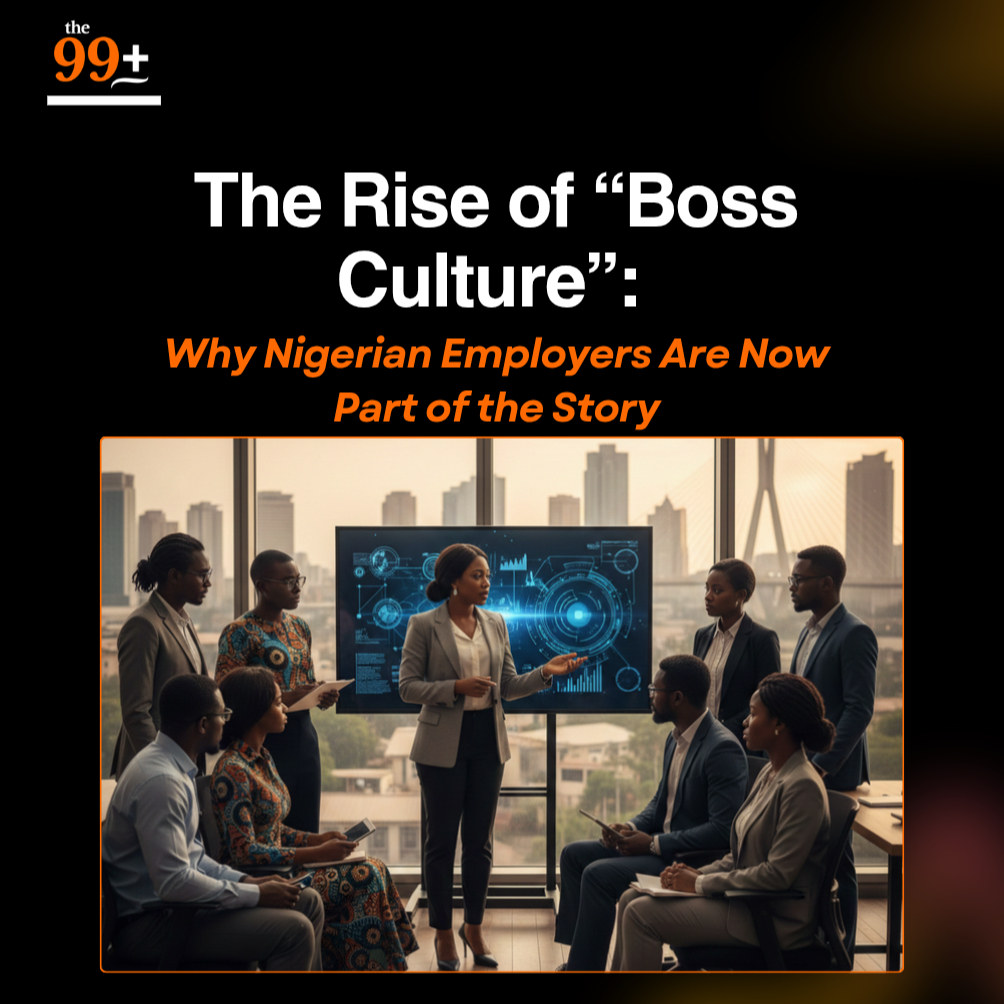 the
99+
The Rise of “Boss
Culture”:
Why Nigerian Employers Are Now
Part of the Story